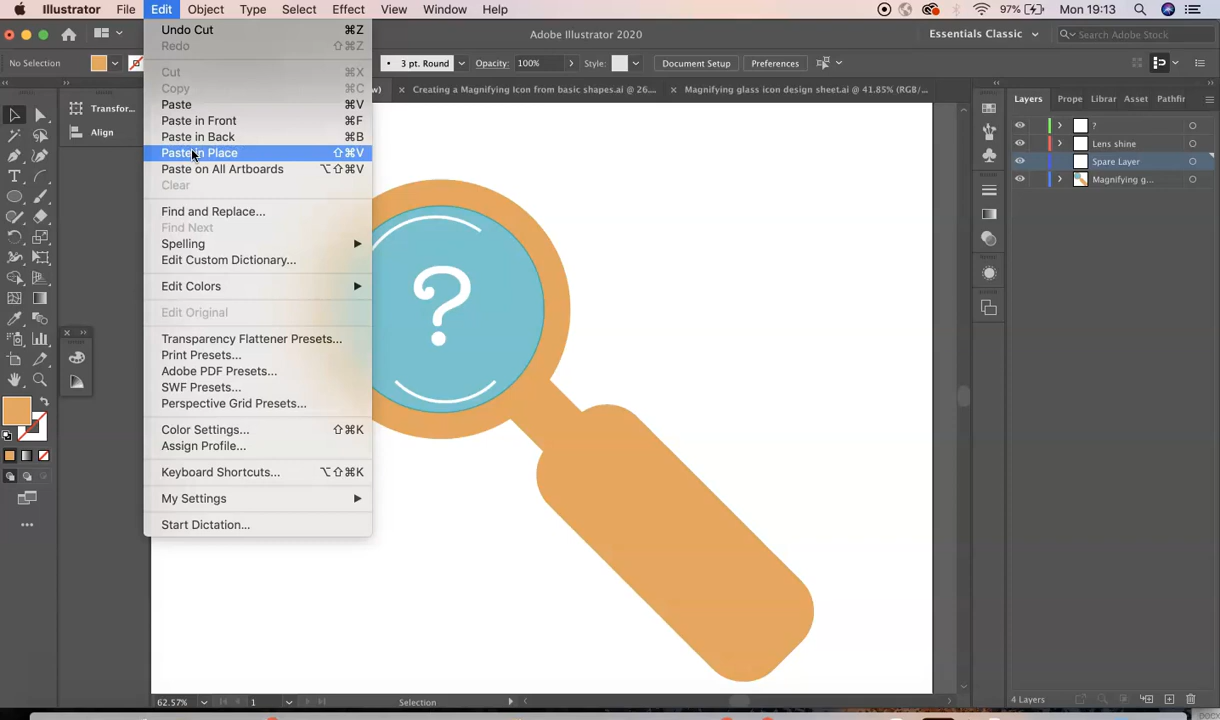 Illustrator File Edit Object Type Select Effect View Window Help 97% Mon 19:13
Adobe Illustrator 2020 Essentials Classic Search Adobe Stock
No Selection 3 pt. Round Opacity: 100% Style: Document Setup Preferences
Creating a Magnifying Icon from basic shapes.ai @ 26.... Magnifying glass icon design sheet.ai @ 41.85% (RGB/...
Undo Cut ⌘Z
Redo ⇧⌘Z
Cut ⌘X
Copy ⌘C
Paste ⌘V
Paste in Front ⌘F
Paste in Back ⌘B
Paste in Place ⇧⌘V
Paste on All Artboards ⌥⇧⌘V
Clear
Find and Replace...
Find Next
Spelling
Edit Custom Dictionary...
Edit Colors
Edit Original
Transparency Flattener Presets...
Print Presets...
Adobe PDF Presets...
SWF Presets...
Perspective Grid Presets...
Color Settings... ⇧⌘K
Assign Profile...
Keyboard Shortcuts... ⌥⇧⌘K
My Settings
Start Dictation...
Transfor...
Align
?
Layers Prope Librar Asset Pathfir
?
Lens shine
Spare Layer
Magnifying g...
4 Layers
62.57% 1 Selection